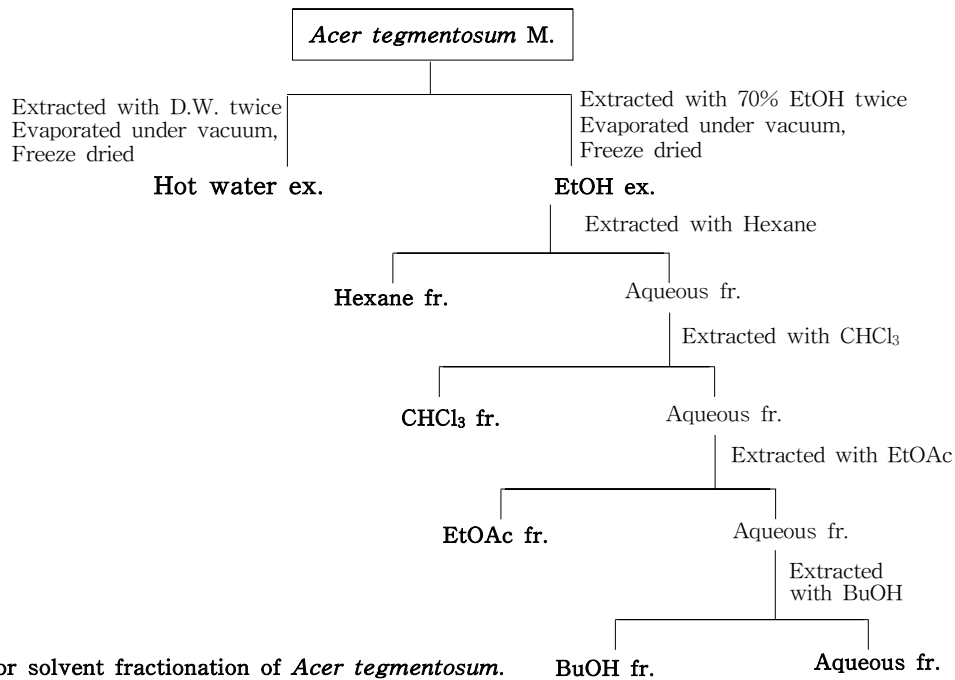 Acer tegmentosum M.
Extracted with D.W. twice
Evaporated under vacuum,
Freeze dried
Extracted with 70% EtOH twice
Evaporated under vacuum,
Freeze dried
Hot water ex.
EtOH ex.
Extracted with Hexane
Hexane fr.
Aqueous fr.
Extracted with CHCl₃
CHCl₃ fr.
Aqueous fr.
Extracted with EtOAc
EtOAc fr.
Aqueous fr.
Extracted
with BuOH
or solvent fractionation of Acer tegmentosum.
BuOH fr.
Aqueous fr.